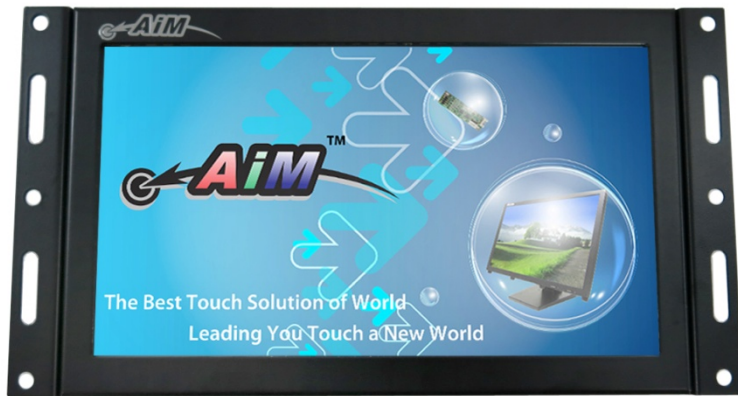 AiM
AiM™
The Best Touch Solution of World
Leading You Touch a New World